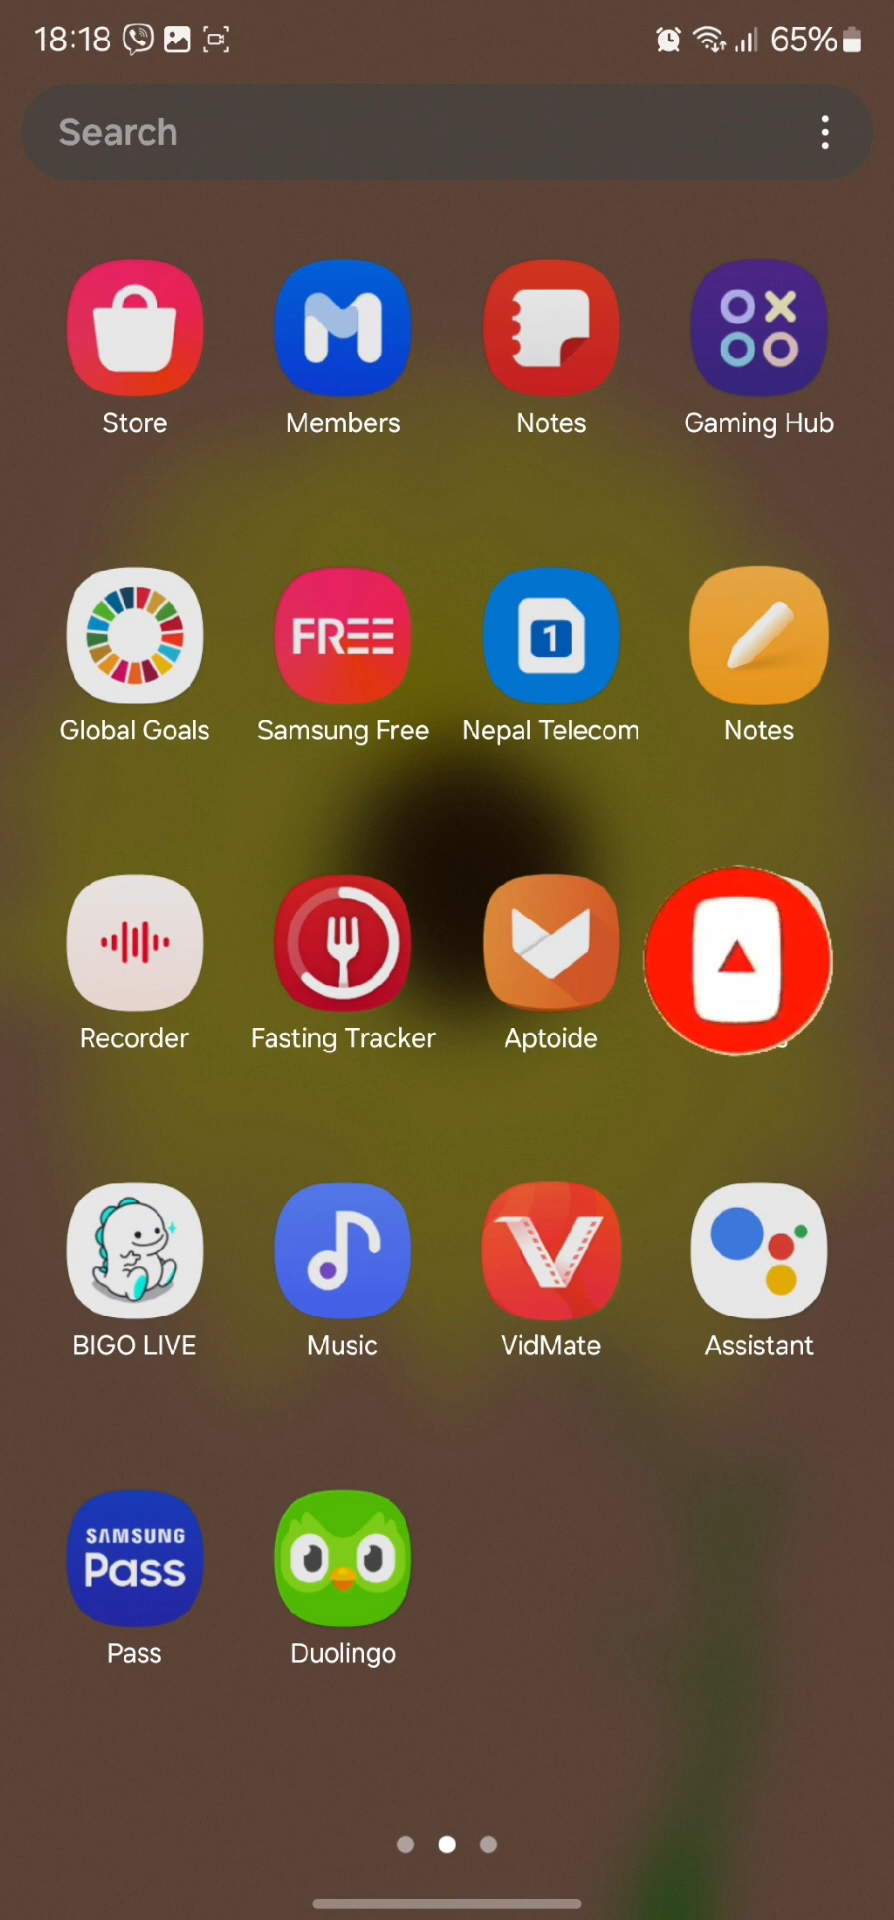 18:18 65%
Search
Store Members Notes Gaming Hub
FREE 1
Global Goals Samsung Free Nepal Telecom Notes
Recorder Fasting Tracker Aptoide
BIGO LIVE Music VidMate Assistant
SAMSUNG
Pass
Pass Duolingo